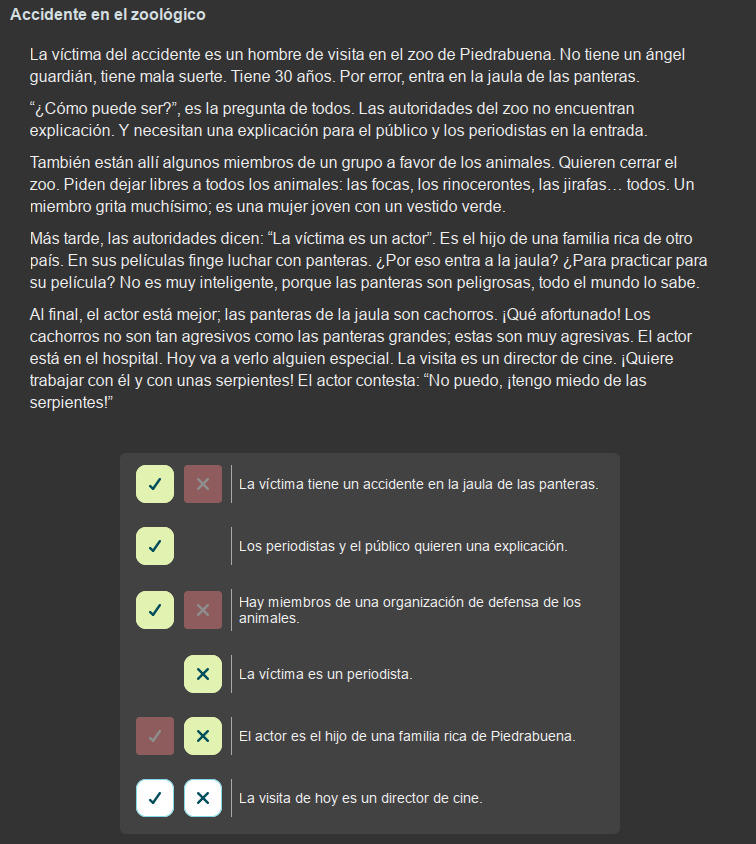 Accidente en el zoológico
La víctima del accidente es un hombre de visita en el zoo de Piedrabuena. No tiene un ángel
guardián, tiene mala suerte. Tiene 30 años. Por error, entra en la jaula de las panteras.
“¿Cómo puede ser?”, es la pregunta de todos. Las autoridades del zoo no encuentran
explicación. Y necesitan una explicación para el público y los periodistas en la entrada.
También están allí algunos miembros de un grupo a favor de los animales. Quieren cerrar el
zoo. Piden dejar libres a todos los animales: las focas, los rinocerontes, las jirafas… todos. Un
miembro grita muchísimo; es una mujer joven con un vestido verde.
Más tarde, las autoridades dicen: “La víctima es un actor”. Es el hijo de una familia rica de otro
país. En sus películas finge luchar con panteras. ¿Por eso entra a la jaula? ¿Para practicar para
su película? No es muy inteligente, porque las panteras son peligrosas, todo el mundo lo sabe.
Al final, el actor está mejor; las panteras de la jaula son cachorros. ¡Qué afortunado! Los
cachorros no son tan agresivos como las panteras grandes; estas son muy agresivas. El actor
está en el hospital. Hoy va a verlo alguien especial. La visita es un director de cine. ¡Quiere
trabajar con él y con unas serpientes! El actor contesta: “No puedo, ¡tengo miedo de las
serpientes!”
La víctima tiene un accidente en la jaula de las panteras.
Los periodistas y el público quieren una explicación.
Hay miembros de una organización de defensa de los
animales.
La víctima es un periodista.
El actor es el hijo de una familia rica de Piedrabuena.
La visita de hoy es un director de cine.